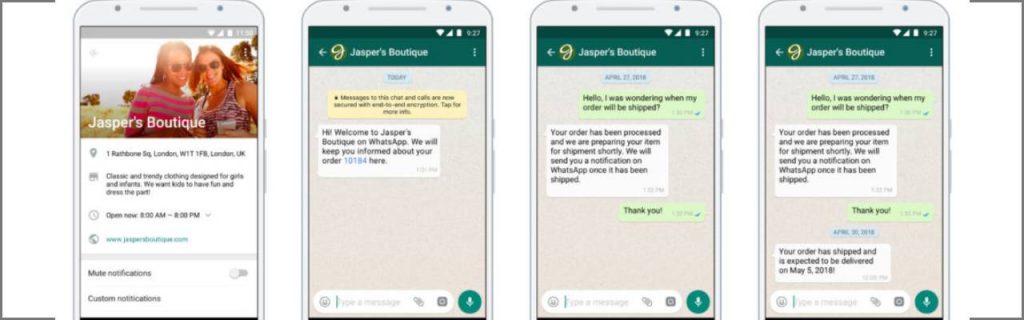 11:50
Jasper's Boutique
1 Rathbone Sq, London, W1T 1FB, London, UK
Classic and trendy clothing designed for girls
and infants. We want kids to have fun and
dress the part!
Open now: 8:00 AM – 8:00 PM
www.jaspersboutique.com
Mute notifications
Custom notifications
9:27
Jasper's Boutique
TODAY
Messages to this chat and calls are now
secured with end-to-end encryption. Tap for
more info.
Hi! Welcome to Jasper's
Boutique on WhatsApp. We will
keep you informed about your
order 10184 here.
1:31 PM
Type a message
9:27
Jasper's Boutique
APRIL 27, 2018
Hello, I was wondering when my
order will be shipped?
Your order has been processed
and we are preparing your item
for shipment shortly. We will
send you a notification on
WhatsApp once it has been
shipped.
1:32 PM
Thank you!
1:32 PM
Type a message
9:27
Jasper's Boutique
APRIL 27, 2018
Hello, I was wondering when my
order will be shipped?
Your order has been processed
and we are preparing your item
for shipment shortly. We will
send you a notification on
WhatsApp once it has been
shipped.
1:32 PM
Thank you!
1:32 PM
APRIL 30, 2018
Your order has shipped and
is expected to be delivered
on May 5, 2018!
Type a message